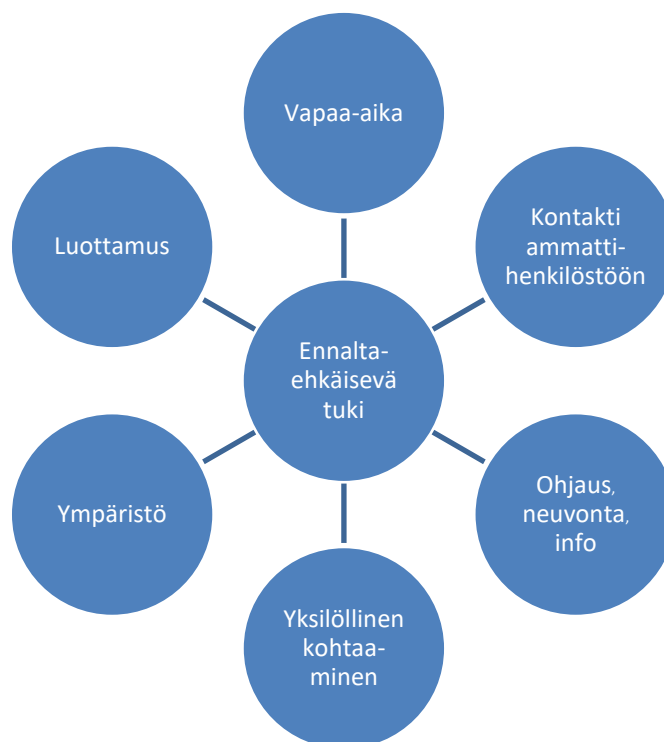 Vapaa-aika
Kontakti
ammatti-
henkilöstöön
Luottamus
Ennalta-
ehkäisevä
tuki
Ympäristö
Ohjaus,
neuvonta,
info
Yksilöllinen
kohtaa-
minen